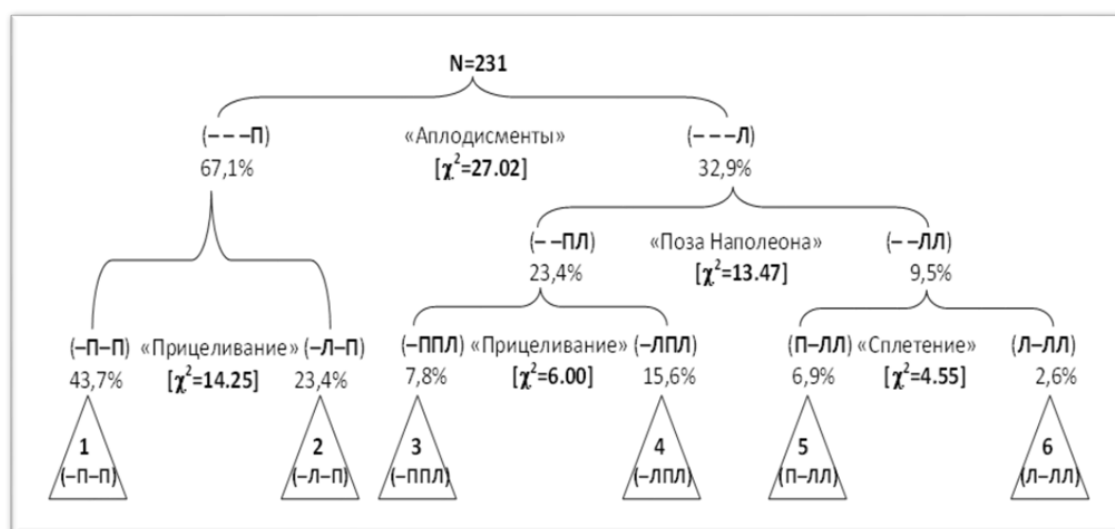 N=231
(– – –П) «Аплодисменты» (– – –Л)
67,1% [χ²=27.02] 32,9%
(– –ПЛ) «Поза Наполеона» (– –ЛЛ)
23,4% [χ²=13.47] 9,5%
(–П–П) «Прицеливание» (–Л–П) (–ППЛ) «Прицеливание» (–ЛПЛ) (П–ЛЛ) «Сплетение» (Л–ЛЛ)
43,7% [χ²=14.25] 23,4% 7,8% [χ²=6.00] 15,6% 6,9% [χ²=4.55] 2,6%
1 2 3 4 5 6
(–П–П) (–Л–П) (–ППЛ) (–ЛПЛ) (П–ЛЛ) (Л–ЛЛ)